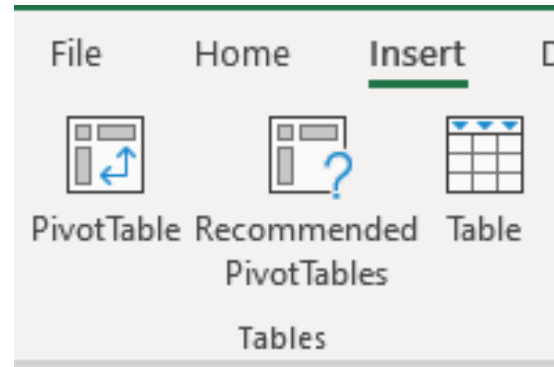 File Home Insert
PivotTable Recommended Table
PivotTables
Tables